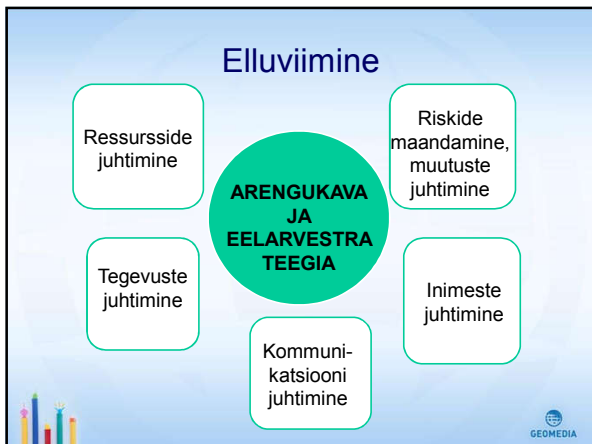 Elluviimine
Ressursside
juhtimine
Riskide
maandamine,
muutuste
juhtimine
ARENGUKAVA
JA
EELARVESTRA
TEEGIA
Tegevuste
juhtimine
Inimeste
juhtimine
Kommuni-
katsiooni
juhtimine
GEOMEDIA